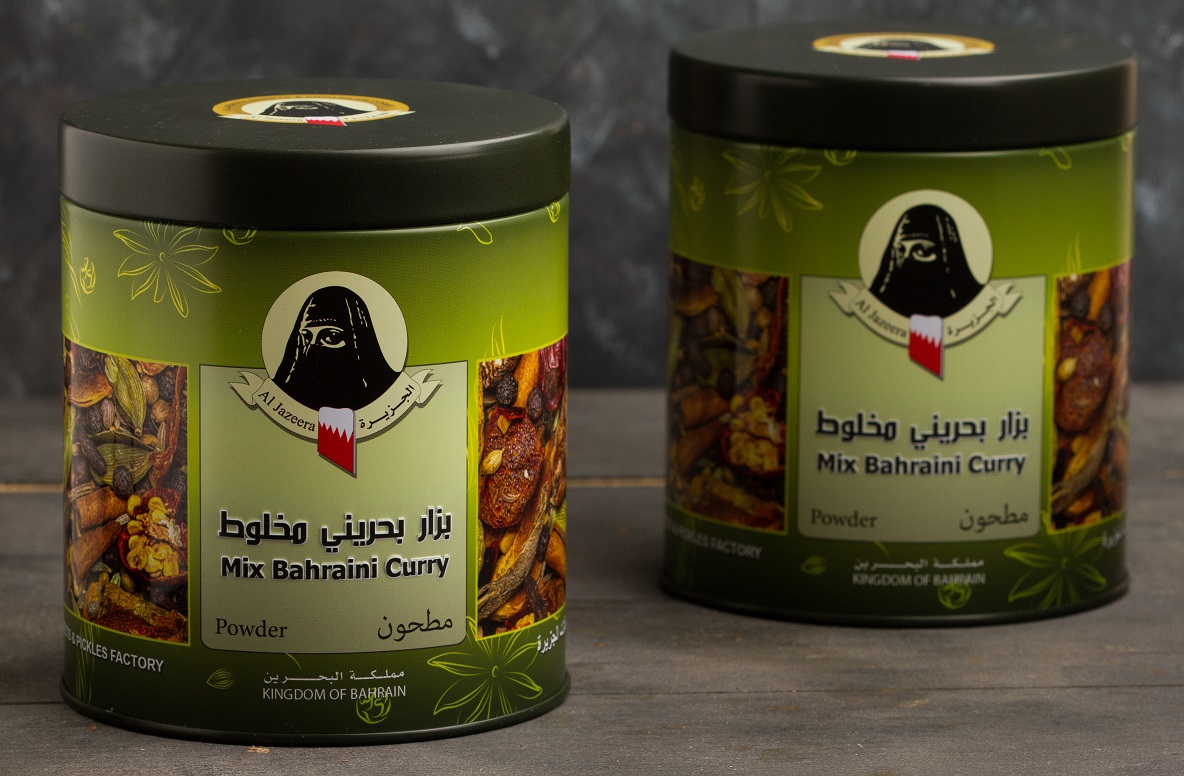 Al Jazeera الجزيرة
بزار بحريني مخلوط
Mix Bahraini Curry
Powder مطحون
& PICKLES FACTORY
مملكة البحرين
KINGDOM OF BAHRAIN
الجزيرة
Al Jazeera الجزيرة
بزار بحريني مخلوط
Mix Bahraini Curry
Powder مطحون
PICKLES FACTORY
مملكة البحرين
KINGDOM OF BAHRAIN